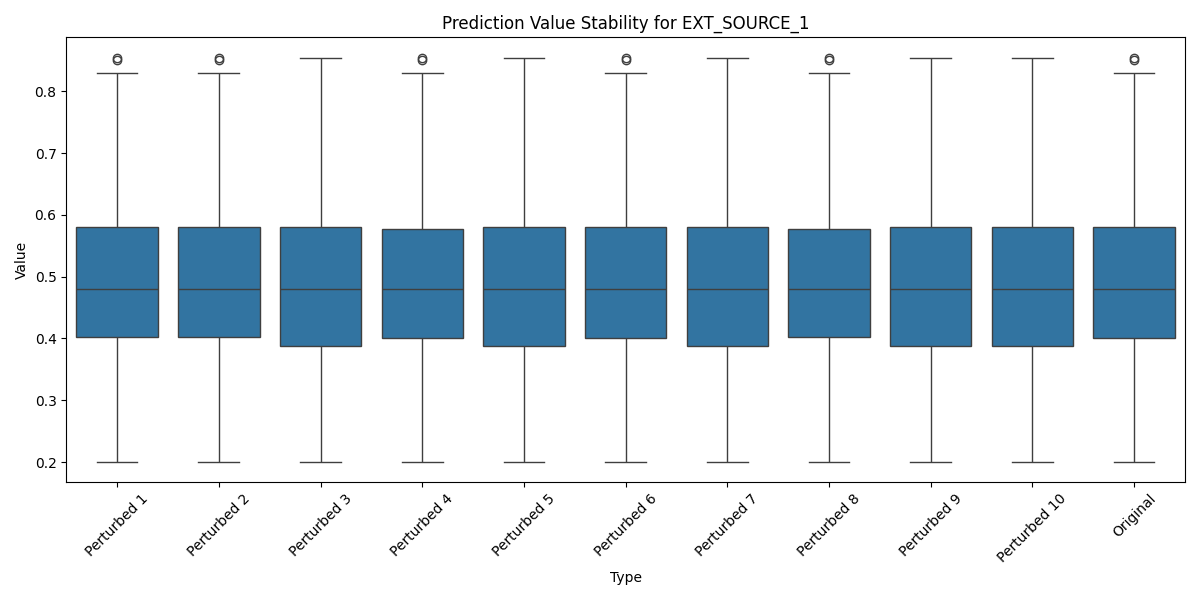 Prediction Value Stability for EXT_SOURCE_1
Value
0.8
0.7
0.6
0.5
0.4
0.3
0.2
Perturbed 1
Perturbed 2
Perturbed 3
Perturbed 4
Perturbed 5
Perturbed 6
Perturbed 7
Perturbed 8
Perturbed 9
Perturbed 10
Original
Type